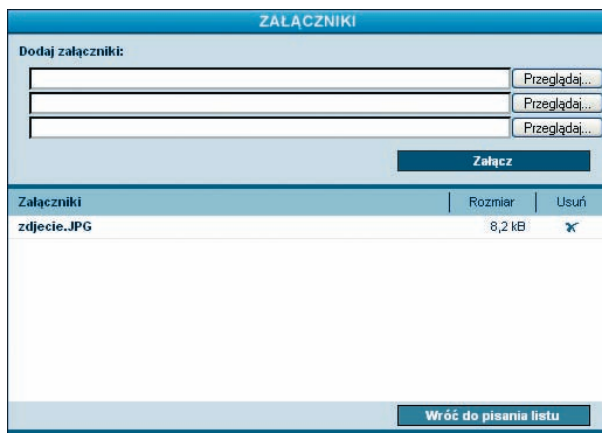 ZAŁĄCZNIKI
Dodaj załączniki:
Przeglądaj...
Przeglądaj...
Przeglądaj...
Załącz
Załączniki Rozmiar Usuń
zdjecie.JPG 8,2 kB
Wróć do pisania listu